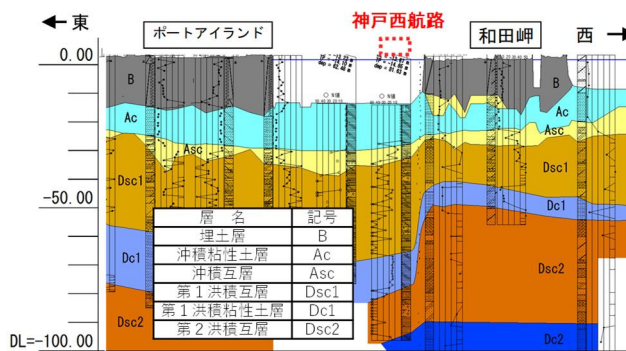 ← 東
ポートアイランド
神戸西航路
和田岬
西 →
0.00
B
B
Ac
Ac
Asc
Asc
Dsc1
Dsc1
-50.00
Dc1
Dc1
Dsc2
Dsc2
Dc2
DL=-100.00
層 名 記号
埋土層 B
沖積粘性土層 Ac
沖積互層 Asc
第1洪積互層 Dsc1
第1洪積粘性土層 Dc1
第2洪積互層 Dsc2